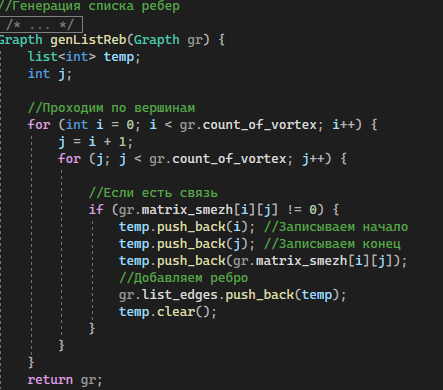 //Генерация списка ребер
/* ... */
Grapth genListReb(Grapth gr) {
list<int> temp;
int j;
//Проходим по вершинам
for (int i = 0; i < gr.count_of_vortex; i++) {
j = i + 1;
for (j; j < gr.count_of_vortex; j++) {
//Если есть связь
if (gr.matrix_smezh[i][j] != 0) {
temp.push_back(i); //Записываем начало
temp.push_back(j); //Записываем конец
temp.push_back(gr.matrix_smezh[i][j]);
//Добавляем ребро
gr.list_edges.push_back(temp);
temp.clear();
}
}
}
return gr;